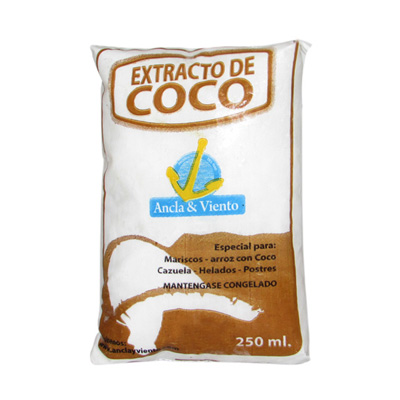 EXTRACTO DE
COCO
Ancla & Viento
Especial para:
Mariscos - arroz con Coco
Cazuela - Helados - Postres
MANTENGASE CONGELADO
250 ml.